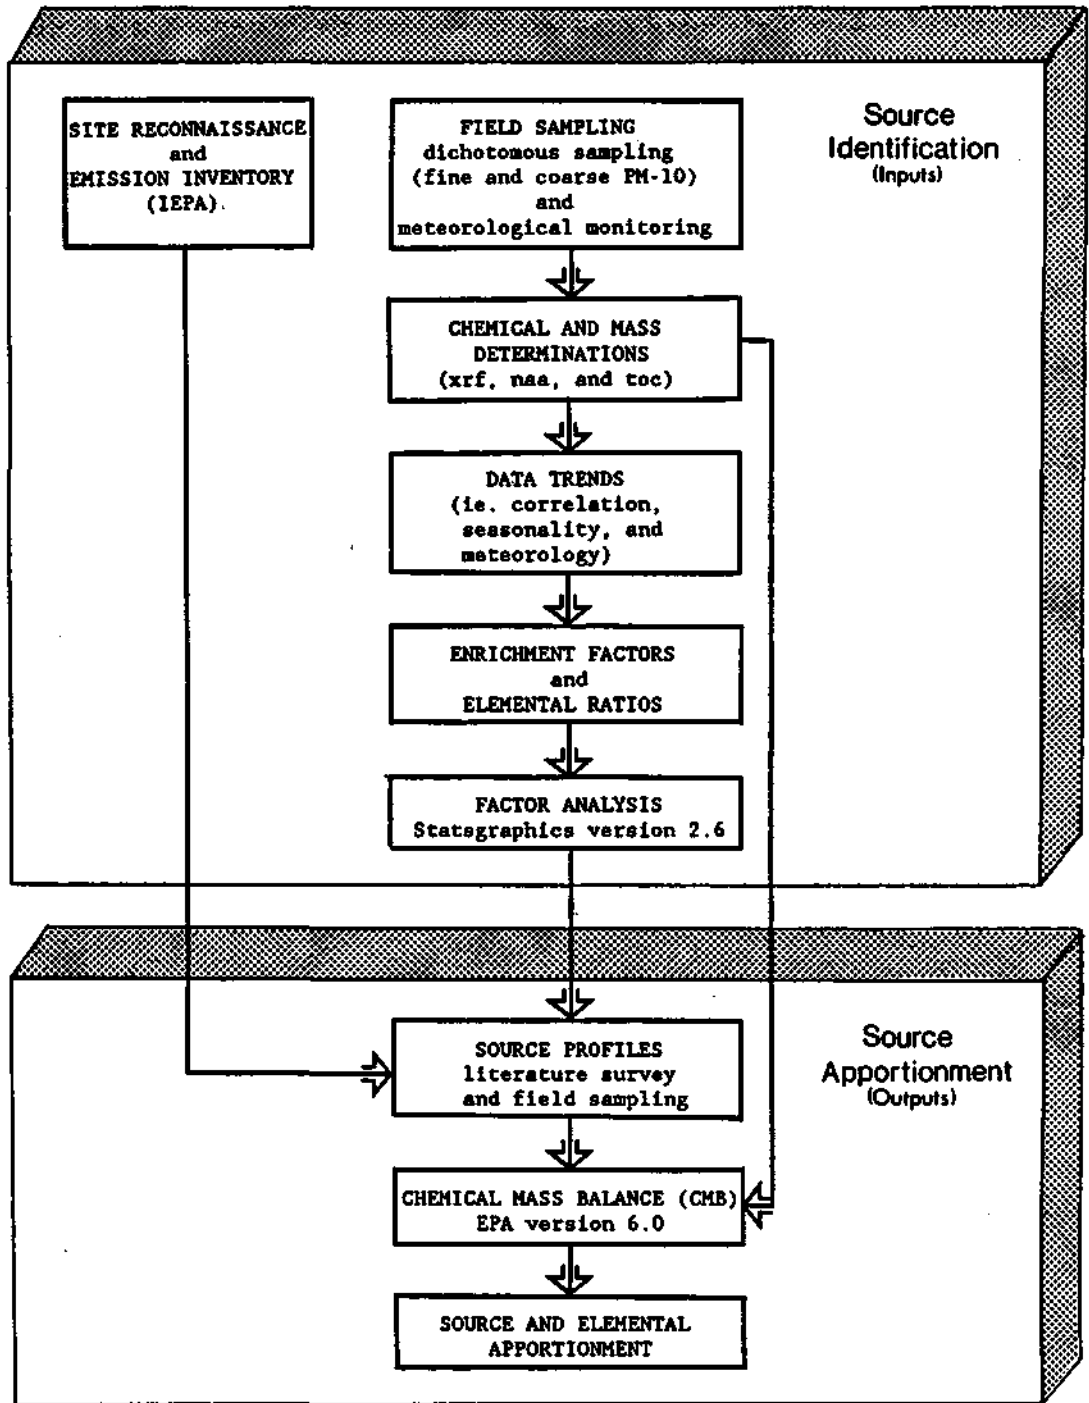 Source
Identification
(Inputs)
SITE RECONNAISSANCE
and
EMISSION INVENTORY
(IEPA).
FIELD SAMPLING
dichotomous sampling
(fine and coarse PM-10)
and
meteorological monitoring
CHEMICAL AND MASS
DETERMINATIONS
(xrf, naa, and toc)
DATA TRENDS
(ie. correlation,
seasonality, and
meteorology)
ENRICHMENT FACTORS
and
ELEMENTAL RATIOS
FACTOR ANALYSIS
Statsgraphics version 2.6
Source
Apportionment
(Outputs)
SOURCE PROFILES
literature survey
and field sampling
CHEMICAL MASS BALANCE (CMB)
EPA version 6.0
SOURCE AND ELEMENTAL
APPORTIONMENT